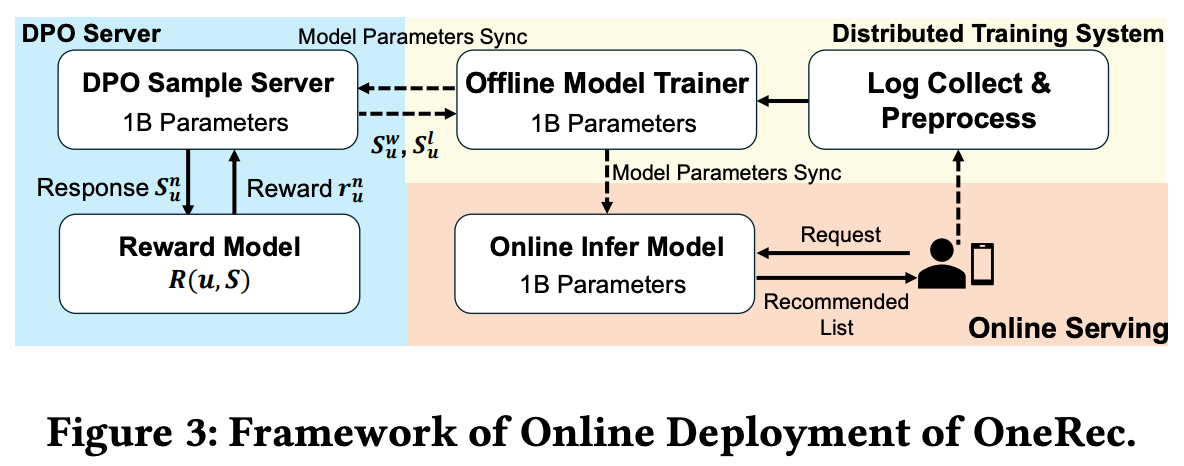 DPO Server
Model Parameters Sync
Distributed Training System
DPO Sample Server
1B Parameters
Offline Model Trainer
1B Parameters
Log Collect &
Preprocess
S_u^w, S_u^l
Response S_u^n
Reward r_u^n
Model Parameters Sync
Reward Model
R(u, S)
Online Infer Model
1B Parameters
Request
Recommended
List
Online Serving
Figure 3: Framework of Online Deployment of OneRec.